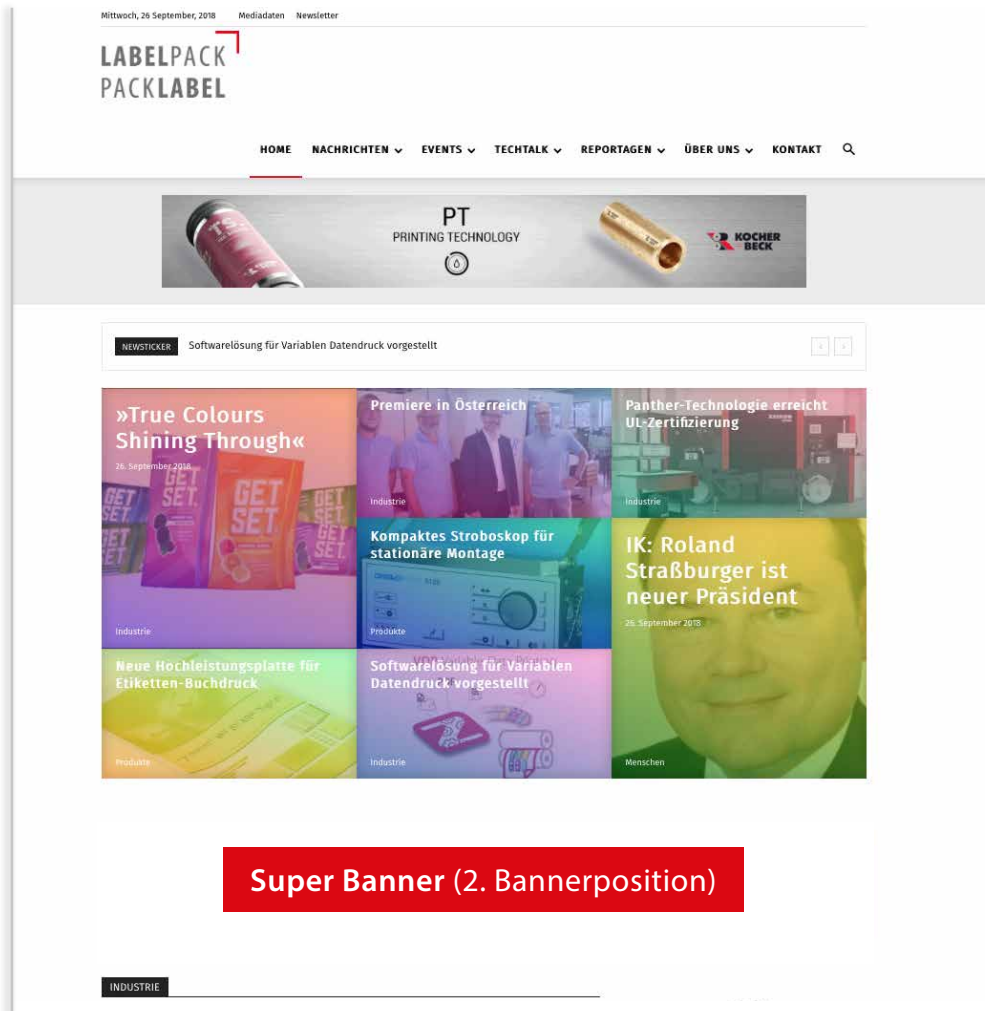 Mittwoch, 26 September, 2018 Mediadaten Newsletter
LABELPACK
PACKLABEL
HOME NACHRICHTEN EVENTS TECHTALK REPORTAGEN ÜBER UNS KONTAKT
PT
PRINTING TECHNOLOGY
KOCHER
BECK
NEWSTICKER Softwarelösung für Variablen Datendruck vorgestellt
»True Colours
Shining Through«
26. September 2018
GET
SET.
Industrie
Premiere in Österreich
Industrie
Panther-Technologie erreicht
UL-Zertifizierung
Industrie
Kompaktes Stroboskop für
stationäre Montage
Produkte
IK: Roland
Straßburger ist
neuer Präsident
26. September 2018
Menschen
Neue Hochleistungsplatte für
Etiketten-Buchdruck
Produkte
Softwarelösung für Variablen
Datendruck vorgestellt
Industrie
Super Banner (2. Bannerposition)
INDUSTRIE